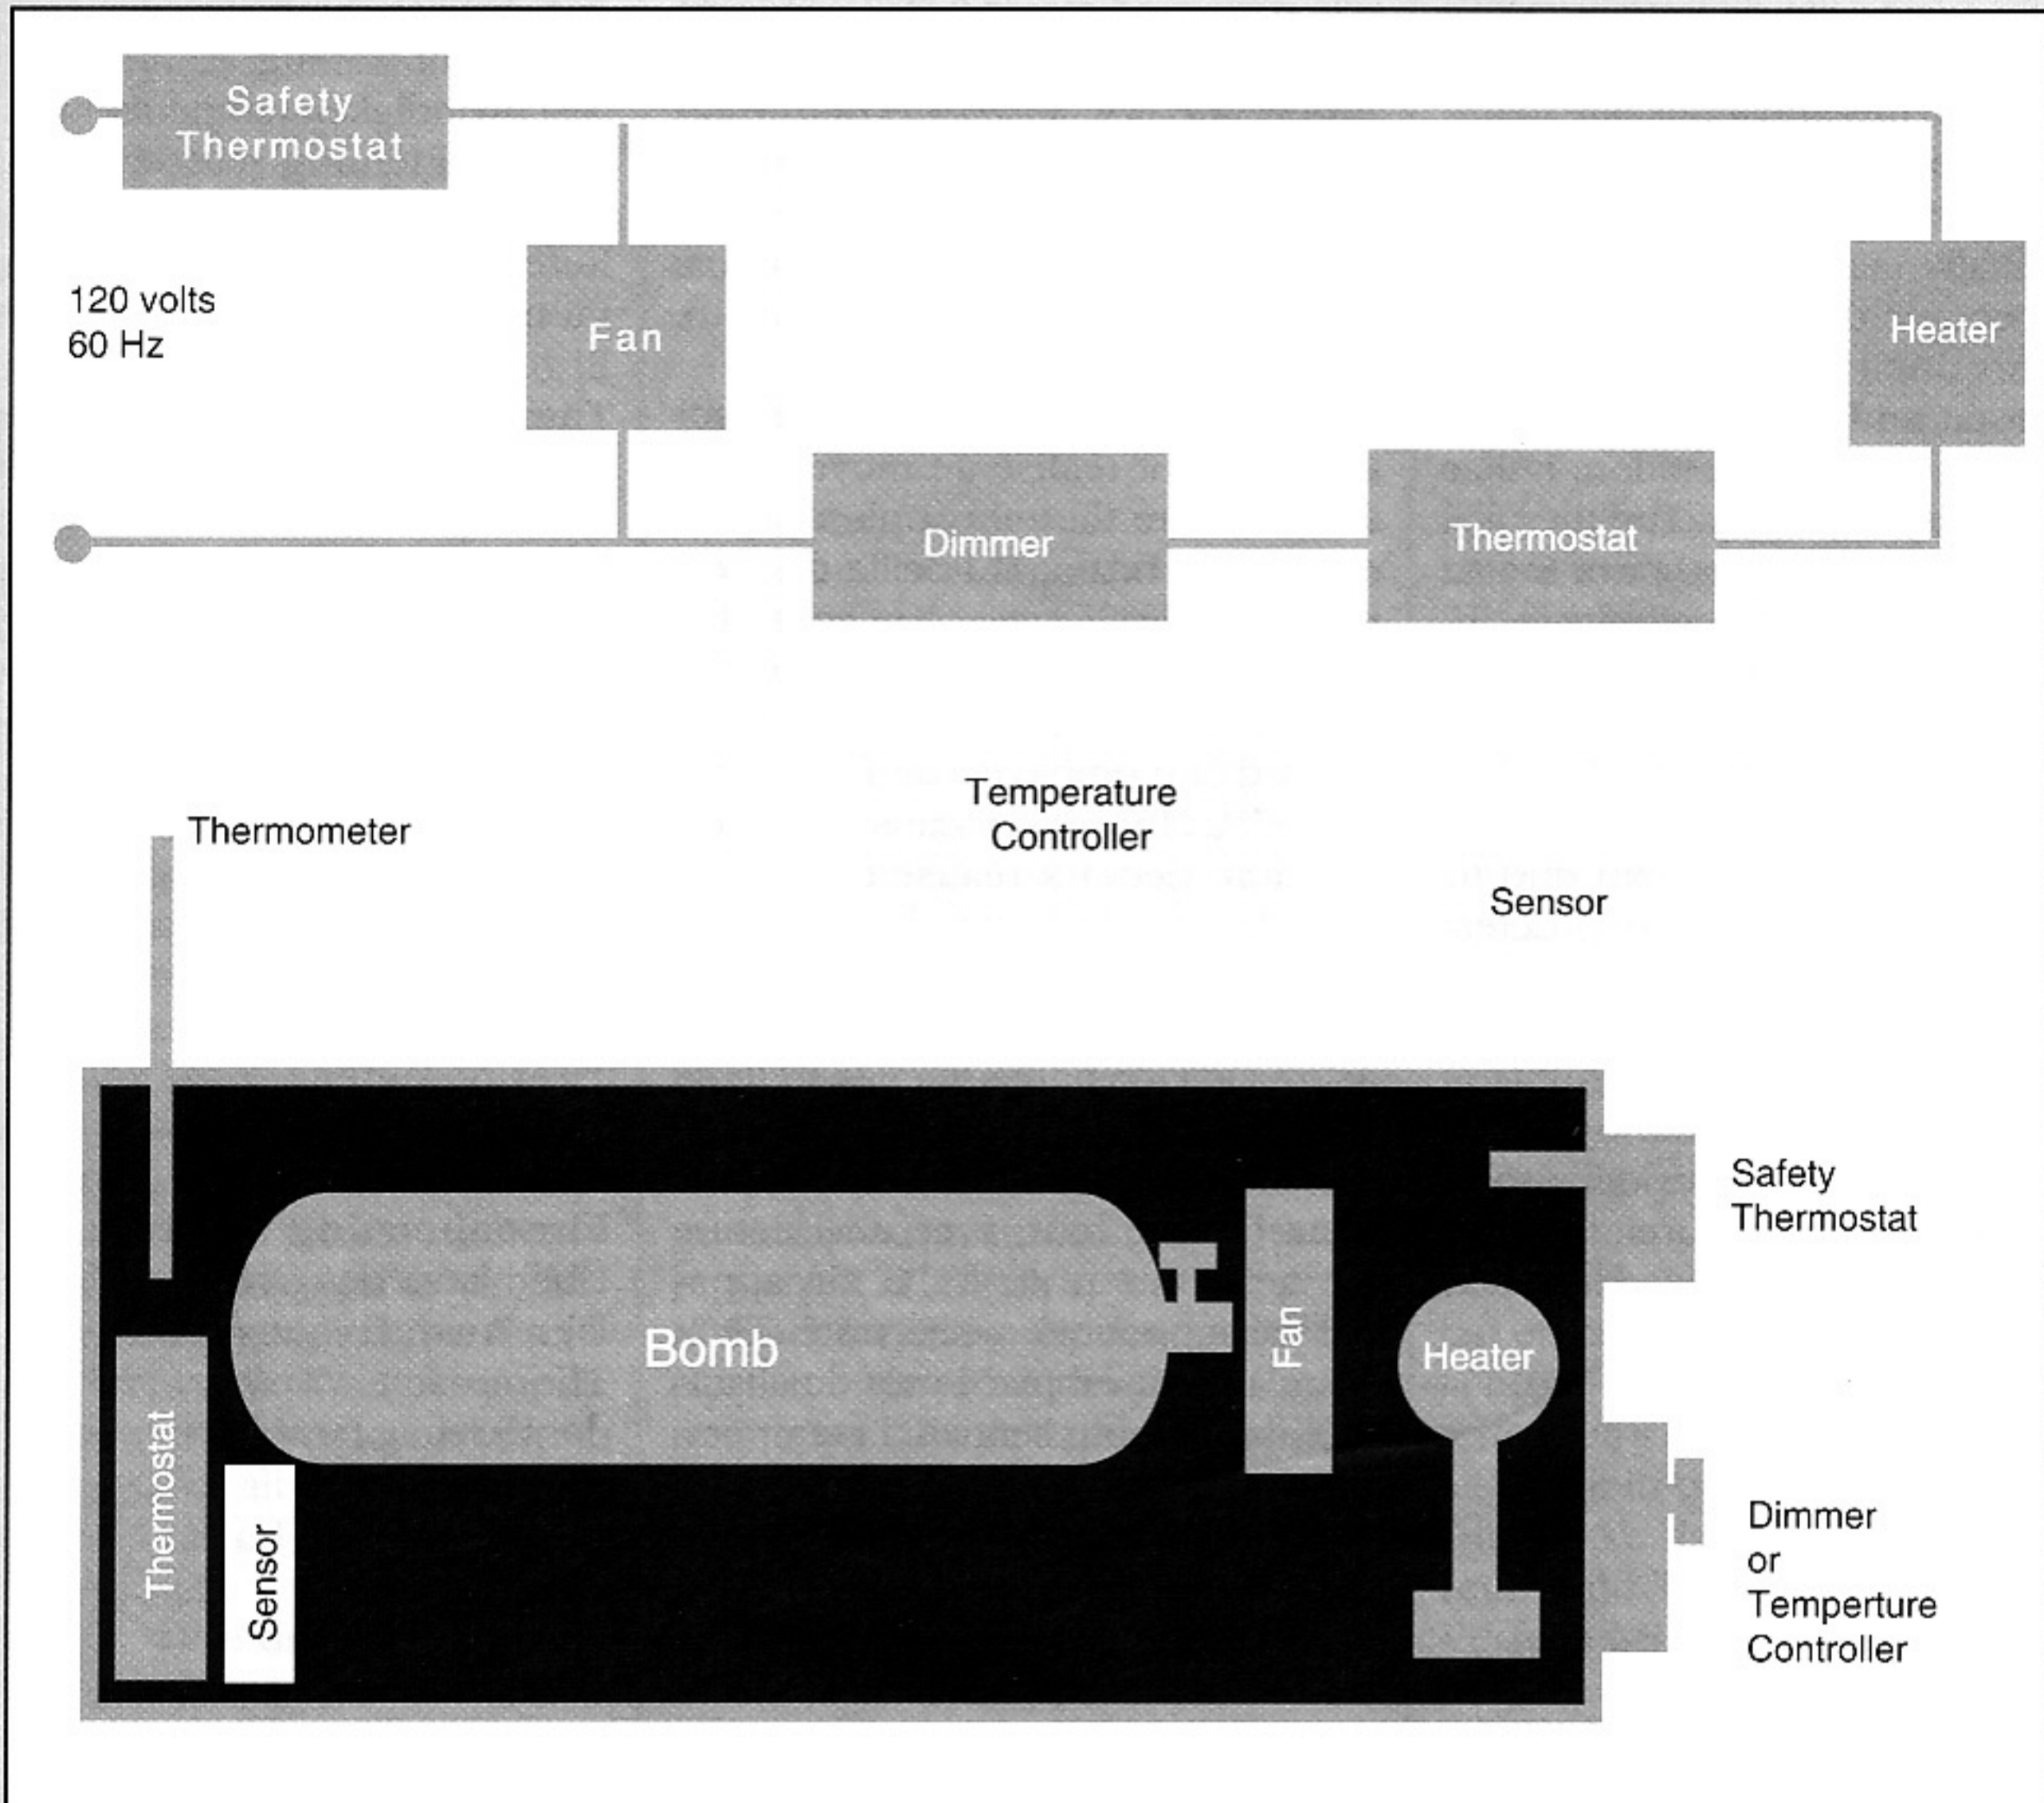 Safety
Thermostat
120 volts
60 Hz
Fan
Heater
Dimmer
Thermostat
Thermometer
Temperature
Controller
Sensor
Safety
Thermostat
Bomb
Fan
Heater
Thermostat
Sensor
Dimmer
or
Temperture
Controller